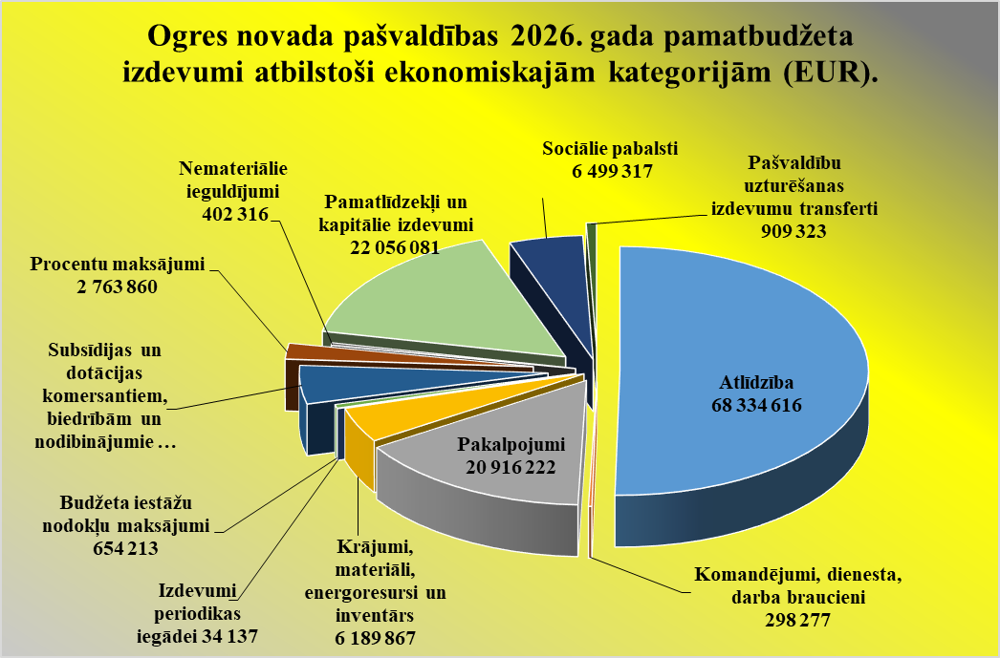 Ogres novada pašvaldības 2026. gada pamatbudžeta
izdevumi atbilstoši ekonomiskajām kategorijām (EUR).
Sociālie pabalsti
6 499 317
Pašvaldību
uzturēšanas
izdevumu transferti
909 323
Nemateriālie
ieguldījumi
402 316
Pamatlīdzekļi un
kapitālie izdevumi
22 056 081
Procentu maksājumi
2 763 860
Subsīdijas un
dotācijas
komersantiem,
biedrībām un
nodibinājumie ...
Atlīdzība
68 334 616
Pakalpojumi
20 916 222
Budžeta iestāžu
nodokļu maksājumi
654 213
Krājumi,
materiāli,
energoresursi un
inventārs
6 189 867
Izdevumi
periodikas
iegādei 34 137
Komandējumi, dienesta,
darba braucieni
298 277